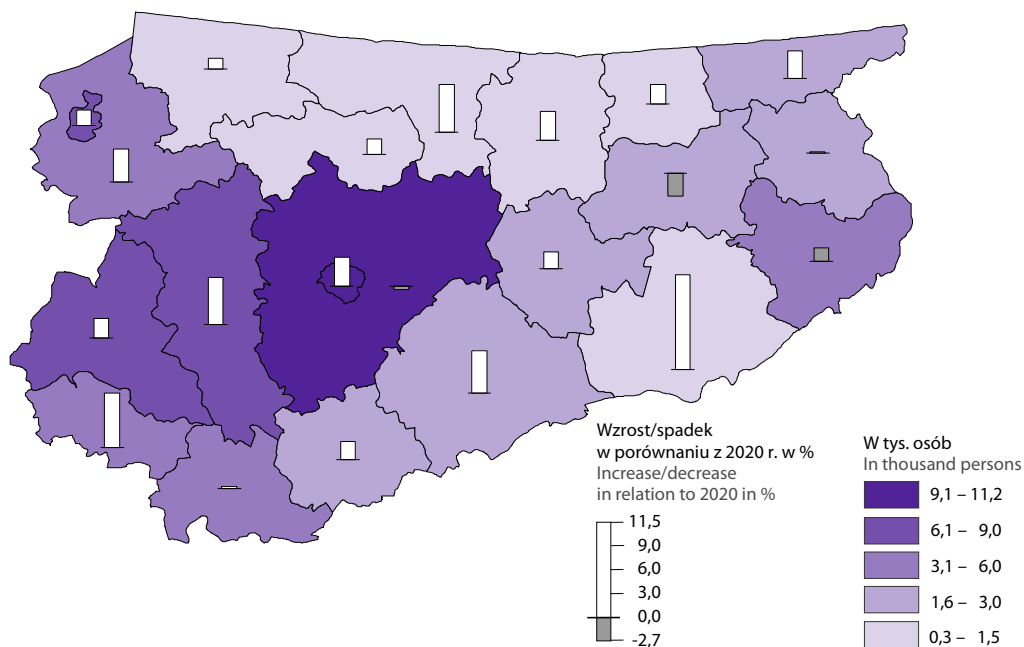 Wzrost/spadek
w porównaniu z 2020 r. w %
Increase/decrease
in relation to 2020 in %
11,5
9,0
6,0
3,0
0,0
-2,7
W tys. osób
In thousand persons
9,1 – 11,2
6,1 – 9,0
3,1 – 6,0
1,6 – 3,0
0,3 – 1,5